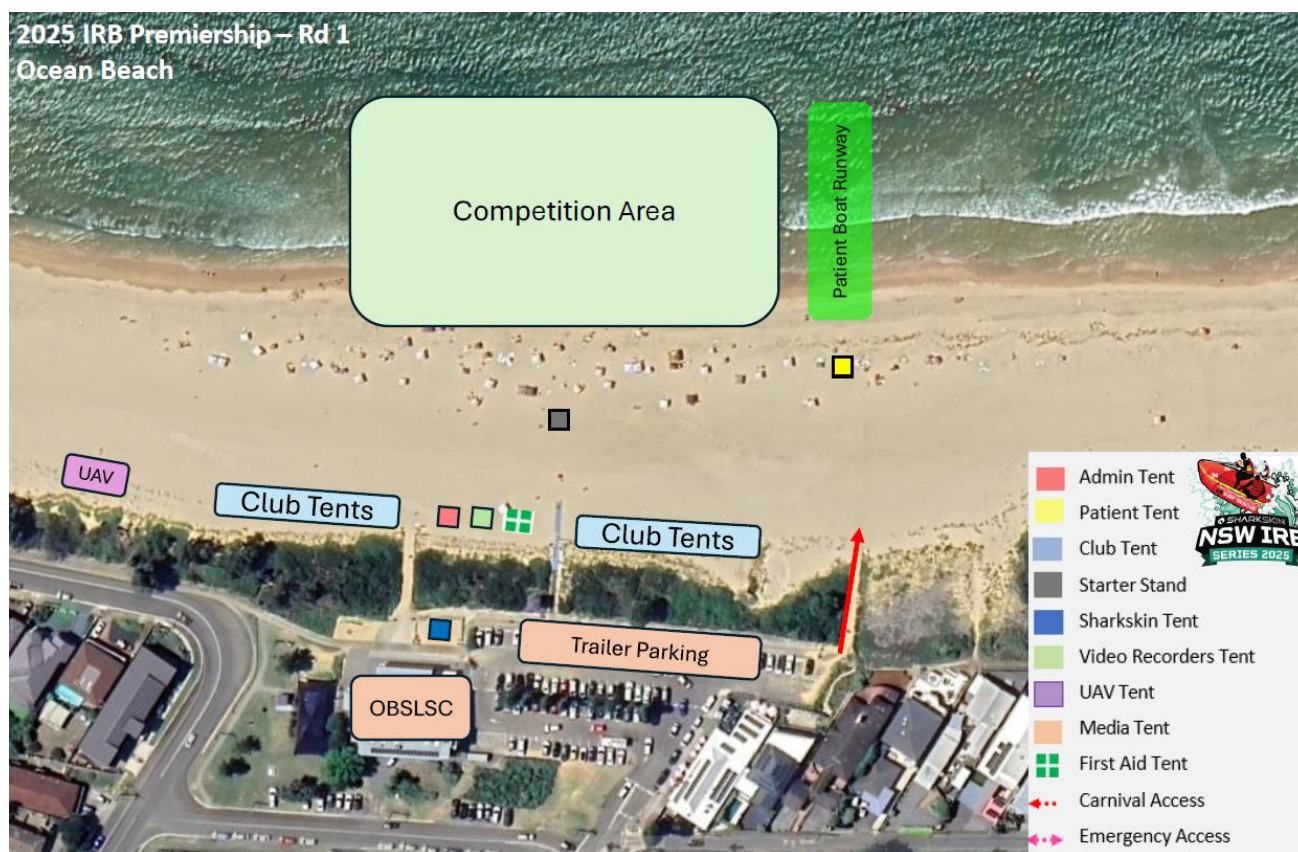 2025 IRB Premiership – Rd 1
Ocean Beach
Competition Area
Patient Boat Runway
UAV
Club Tents
Club Tents
Trailer Parking
OBSLSC
Admin Tent
Patient Tent
Club Tent
Starter Stand
Sharkskin Tent
Video Recorders Tent
UAV Tent
Media Tent
First Aid Tent
Carnival Access
Emergency Access
SURF RESCUE
SHARKSKIN
NSW IRB
SERIES 2025